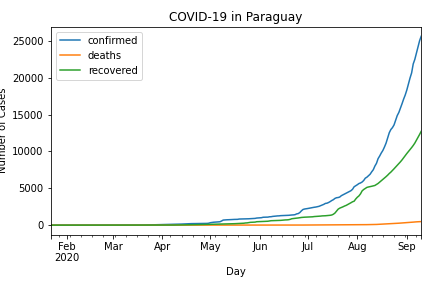 COVID-19 in Paraguay
confirmed
deaths
recovered
25000
20000
15000
10000
5000
0
Number of Cases
Feb Mar Apr May Jun Jul Aug Sep
2020
Day